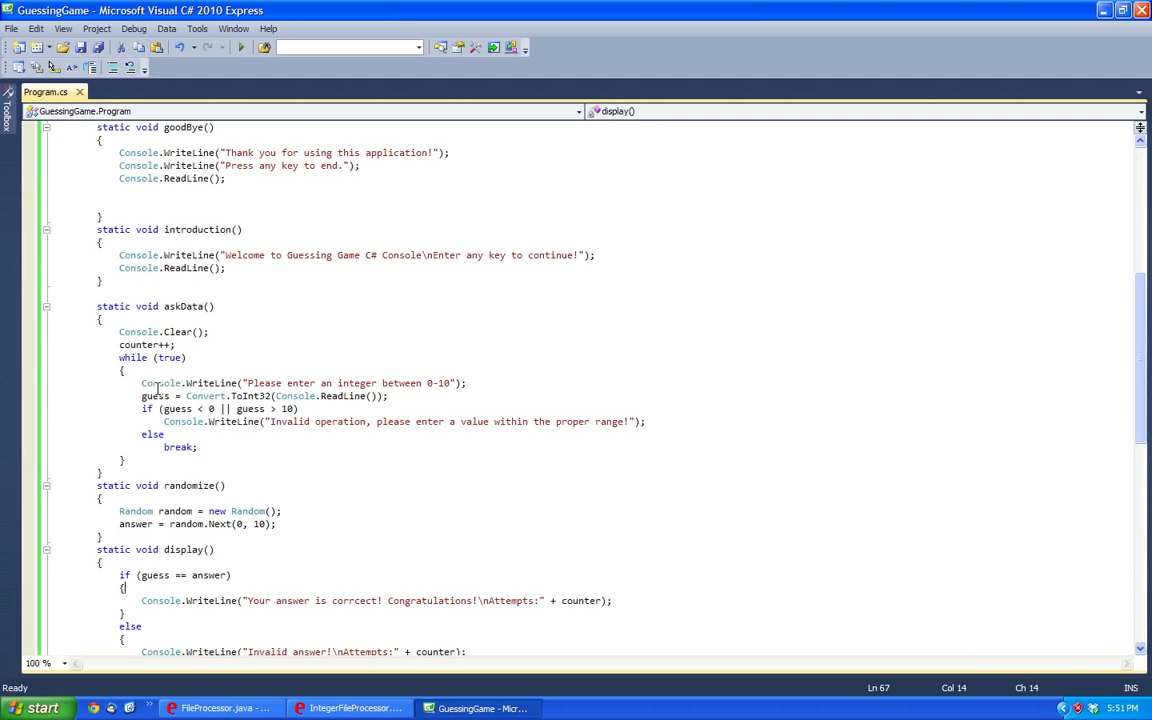 GuessingGame - Microsoft Visual C# 2010 Express
File Edit View Project Debug Data Tools Window Help
Program.cs
Toolbox
GuessingGame.Program display()
static void goodBye()
{
Console.WriteLine("Thank you for using this application!");
Console.WriteLine("Press any key to end.");
Console.ReadLine();
}
static void introduction()
{
Console.WriteLine("Welcome to Guessing Game C# Console\nEnter any key to continue!");
Console.ReadLine();
}
static void askData()
{
Console.Clear();
counter++;
while (true)
{
Console.WriteLine("Please enter an integer between 0-10");
guess = Convert.ToInt32(Console.ReadLine());
if (guess < 0 || guess > 10)
Console.WriteLine("Invalid operation, please enter a value within the proper range!");
else
break;
}
}
static void randomize()
{
Random random = new Random();
answer = random.Next(0, 10);
}
static void display()
{
if (guess == answer)
{
Console.WriteLine("Your answer is corrcect! Congratulations!\nAttempts:" + counter);
}
else
{
Console.WriteLine("Invalid answer!\nAttempts:" + counter);
100 %
Ready Ln 67 Col 14 Ch 14 INS
start FileProcessor.java - ... IntegerFileProcessor.... GuessingGame - Micr... 5:51 PM